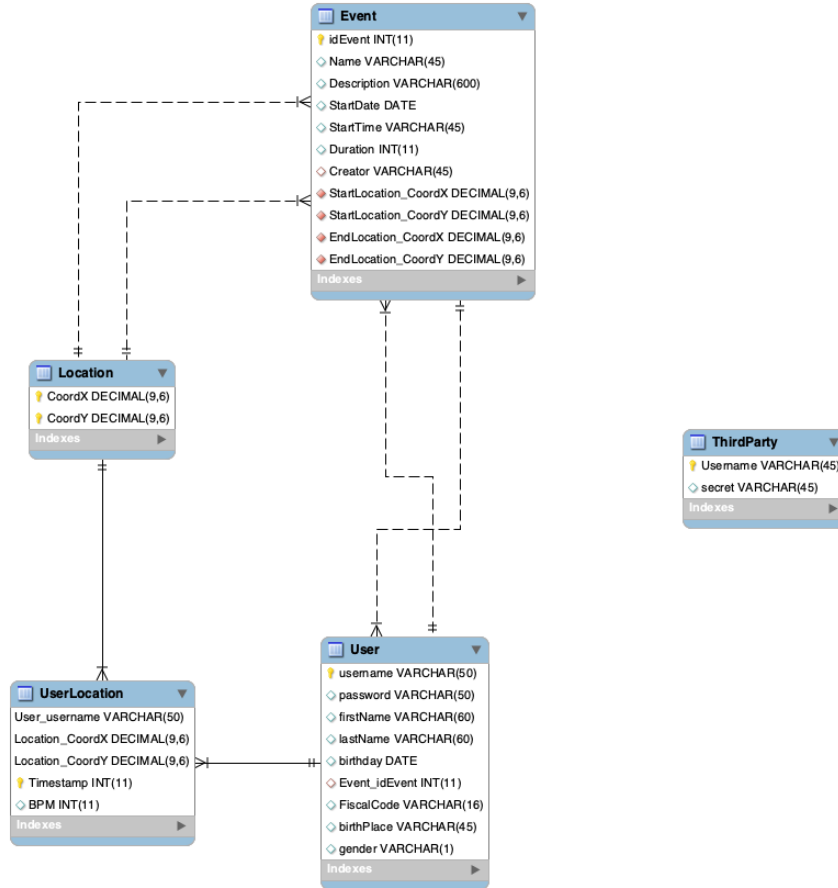 Event
idEvent INT(11)
Name VARCHAR(45)
Description VARCHAR(600)
StartDate DATE
StartTime VARCHAR(45)
Duration INT(11)
Creator VARCHAR(45)
StartLocation_CoordX DECIMAL(9,6)
StartLocation_CoordY DECIMAL(9,6)
EndLocation_CoordX DECIMAL(9,6)
EndLocation_CoordY DECIMAL(9,6)
Indexes
Location
CoordX DECIMAL(9,6)
CoordY DECIMAL(9,6)
Indexes
ThirdParty
Username VARCHAR(45)
secret VARCHAR(45)
Indexes
User
username VARCHAR(50)
password VARCHAR(50)
firstName VARCHAR(60)
lastName VARCHAR(60)
birthday DATE
Event_idEvent INT(11)
FiscalCode VARCHAR(16)
birthPlace VARCHAR(45)
gender VARCHAR(1)
Indexes
UserLocation
User_username VARCHAR(50)
Location_CoordX DECIMAL(9,6)
Location_CoordY DECIMAL(9,6)
Timestamp INT(11)
BPM INT(11)
Indexes